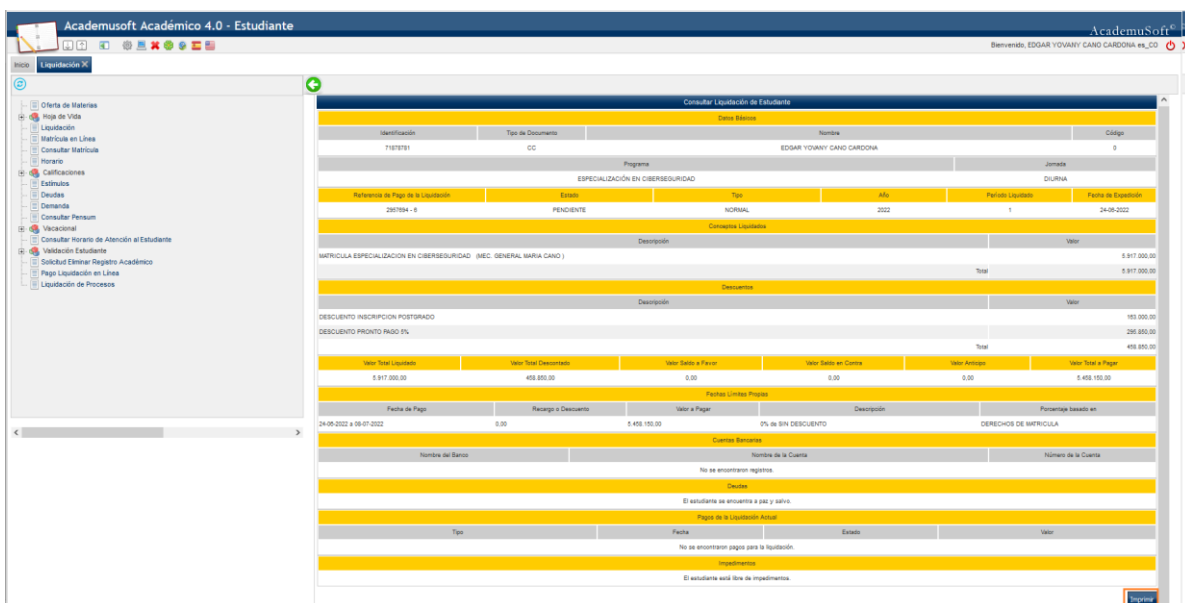 Academusoft Académico 4.0 - Estudiante
AcademuSoft©
Bienvenido, EDGAR YOVANY CANO CARDONA es_CO
Inicio Liquidación X
Oferta de Materias
Hoja de Vida
Liquidación
Matrícula en Línea
Consultar Matrícula
Horario
Calificaciones
Estímulos
Deudas
Demanda
Consultar Pensum
Vacacional
Consultar Horario de Atención al Estudiante
Validación Estudiante
Solicitud Eliminar Registro Académico
Pago Liquidación en Línea
Liquidación de Procesos
Consultar Liquidación de Estudiante
Datos Básicos
Identificación Tipo de Documento Nombre Código
71878781 CC EDGAR YOVANY CANO CARDONA 0
Programa Jornada
ESPECIALIZACIÓN EN CIBERSEGURIDAD DIURNA
Referencia de Pago de la Liquidación Estado Tipo Año Periodo Liquidado Fecha de Expedición
2957694 - 6 PENDIENTE NORMAL 2022 1 24-06-2022
Conceptos Liquidados
Descripción Valor
MATRICULA ESPECIALIZACION EN CIBERSEGURIDAD (MEC. GENERAL MARIA CANO ) 5.917.000,00
Total 5.917.000,00
Descuentos
Descripción Valor
DESCUENTO INSCRIPCION POSTGRADO 163.000,00
DESCUENTO PRONTO PAGO 5% 295.850,00
Total 458.850,00
Valor Total Liquidado Valor Total Descontado Valor Saldo a Favor Valor Saldo en Contra Valor Anticipo Valor Total a Pagar
5.917.000,00 458.850,00 0,00 0,00 0,00 5.458.150,00
Fechas Límites Propias
Fecha de Pago Recargo o Descuento Valor a Pagar Descripción Porcentaje basado en
24-06-2022 a 08-07-2022 0,00 5.458.150,00 0% de SIN DESCUENTO DERECHOS DE MATRICULA
Cuentas Bancarias
Nombre del Banco Nombre de la Cuenta Número de la Cuenta
No se encontraron registros.
Deudas
El estudiante se encuentra a paz y salvo.
Pagos de la Liquidación Actual
Tipo Fecha Estado Valor
No se encontraron pagos para la liquidación.
Impedimentos
El estudiante está libre de impedimentos.
Imprimir